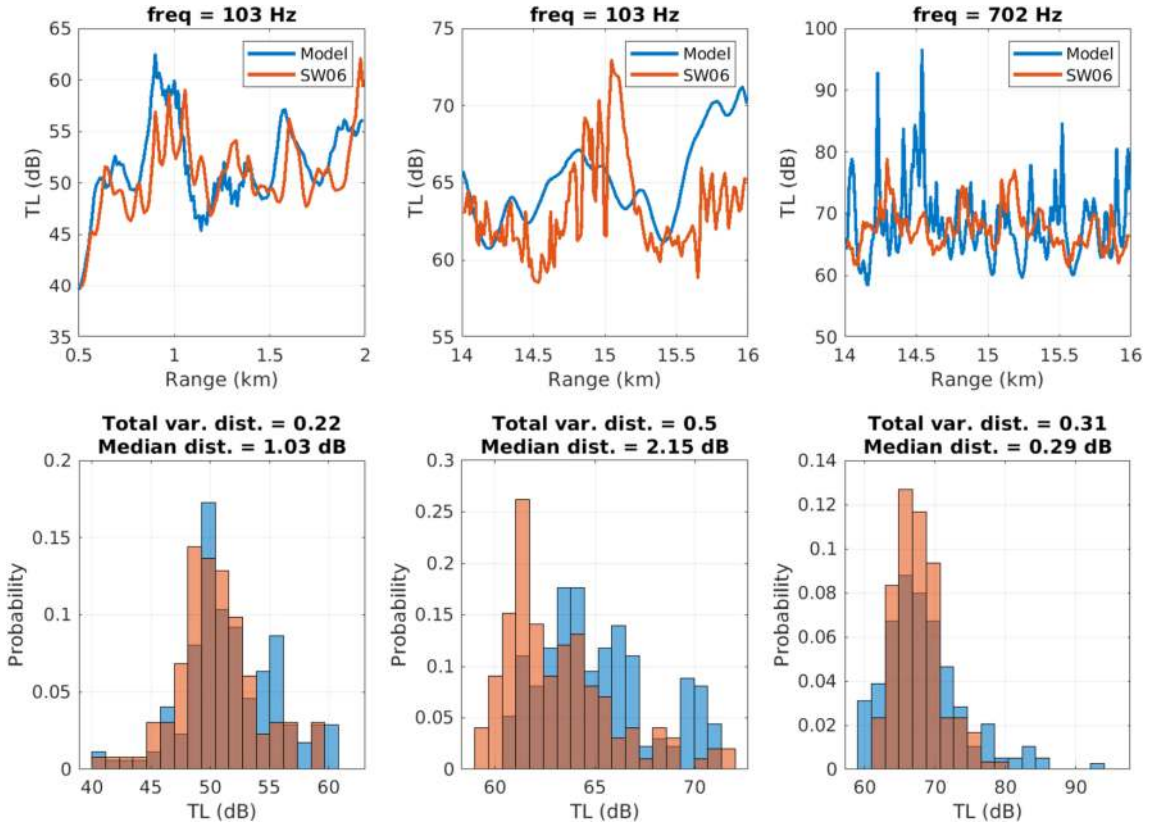 freq = 103 Hz
freq = 103 Hz
freq = 702 Hz
65
60
55
50
45
40
35
TL (dB)
Model
SW06
0.5
1
1.5
2
Range (km)
75
70
65
60
55
TL (dB)
Model
SW06
14
14.5
15
15.5
16
Range (km)
100
90
80
70
60
50
TL (dB)
Model
SW06
14
14.5
15
15.5
16
Range (km)
Total var. dist. = 0.22
Median dist. = 1.03 dB
0.2
0.15
0.1
0.05
0
Probability
40
45
50
55
60
TL (dB)
Total var. dist. = 0.5
Median dist. = 2.15 dB
0.3
0.25
0.2
0.15
0.1
0.05
0
Probability
60
65
70
TL (dB)
Total var. dist. = 0.31
Median dist. = 0.29 dB
0.14
0.12
0.1
0.08
0.06
0.04
0.02
0
Probability
60
70
80
90
TL (dB)